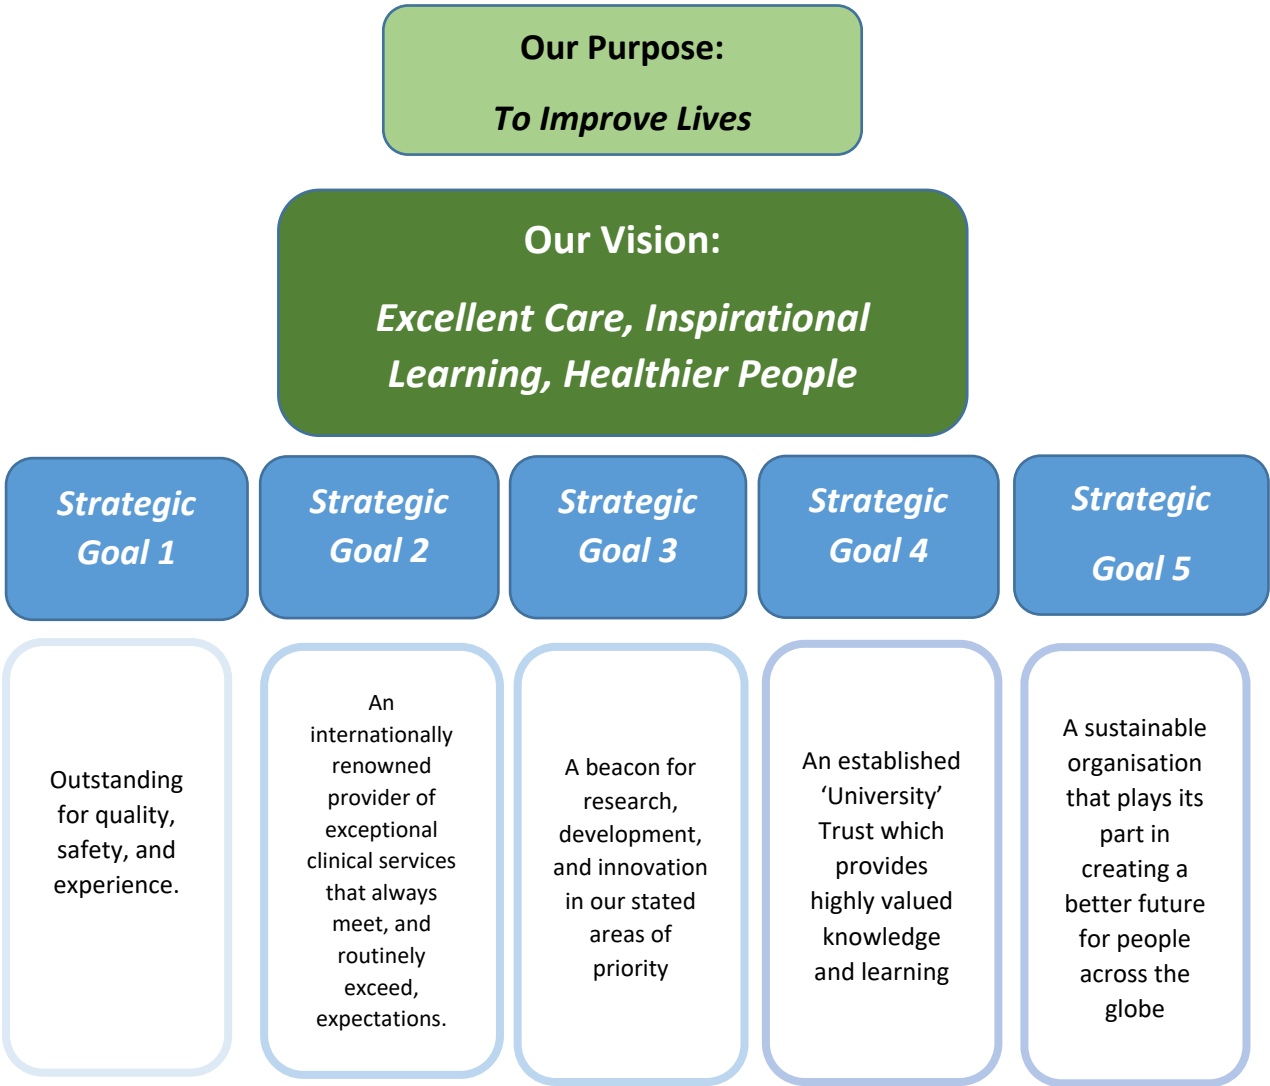 Our Purpose:
To Improve Lives
Our Vision:
Excellent Care, Inspirational
Learning, Healthier People
Strategic
Goal 1
Strategic
Goal 2
Strategic
Goal 3
Strategic
Goal 4
Strategic
Goal 5
Outstanding
for quality,
safety, and
experience.
An
internationally
renowned
provider of
exceptional
clinical services
that always
meet, and
routinely
exceed,
expectations.
A beacon for
research,
development,
and innovation
in our stated
areas of
priority
An established
‘University’
Trust which
provides
highly valued
knowledge
and learning
A sustainable
organisation
that plays its
part in
creating a
better future
for people
across the
globe